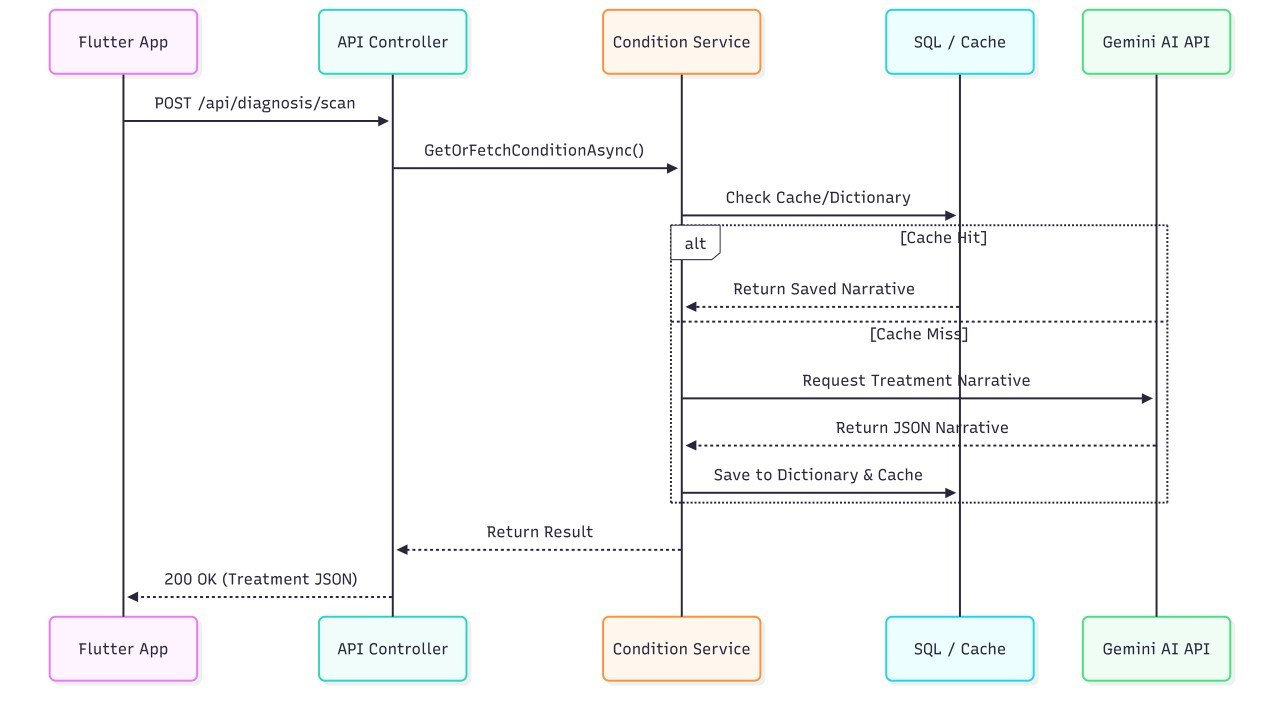 Flutter App
API Controller
Condition Service
SQL / Cache
Gemini AI API
POST /api/diagnosis/scan
GetOrFetchConditionAsync()
Check Cache/Dictionary
alt
[Cache Hit]
Return Saved Narrative
[Cache Miss]
Request Treatment Narrative
Return JSON Narrative
Save to Dictionary & Cache
Return Result
200 OK (Treatment JSON)
Flutter App
API Controller
Condition Service
SQL / Cache
Gemini AI API